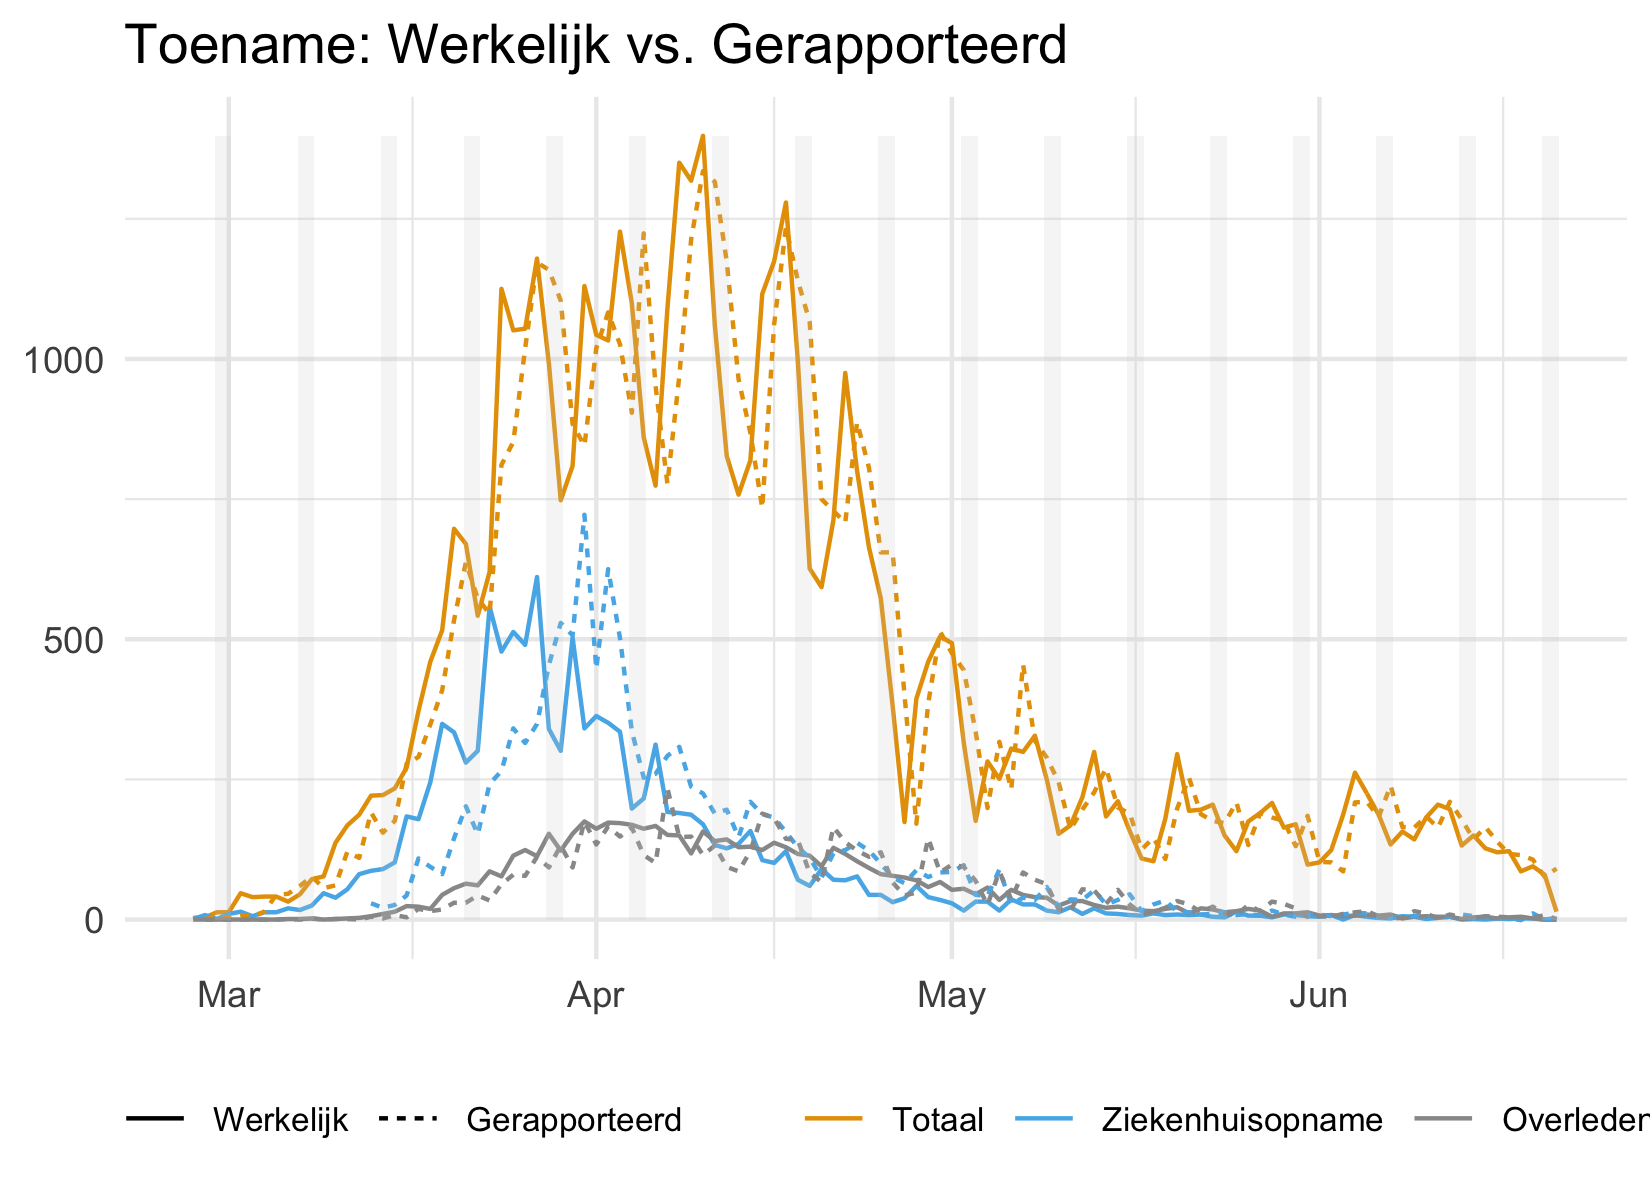 Toename: Werkelijk vs. Gerapporteerd
1000
500
0
Mar Apr May Jun
Werkelijk Gerapporteerd Totaal Ziekenhuisopname Overleden